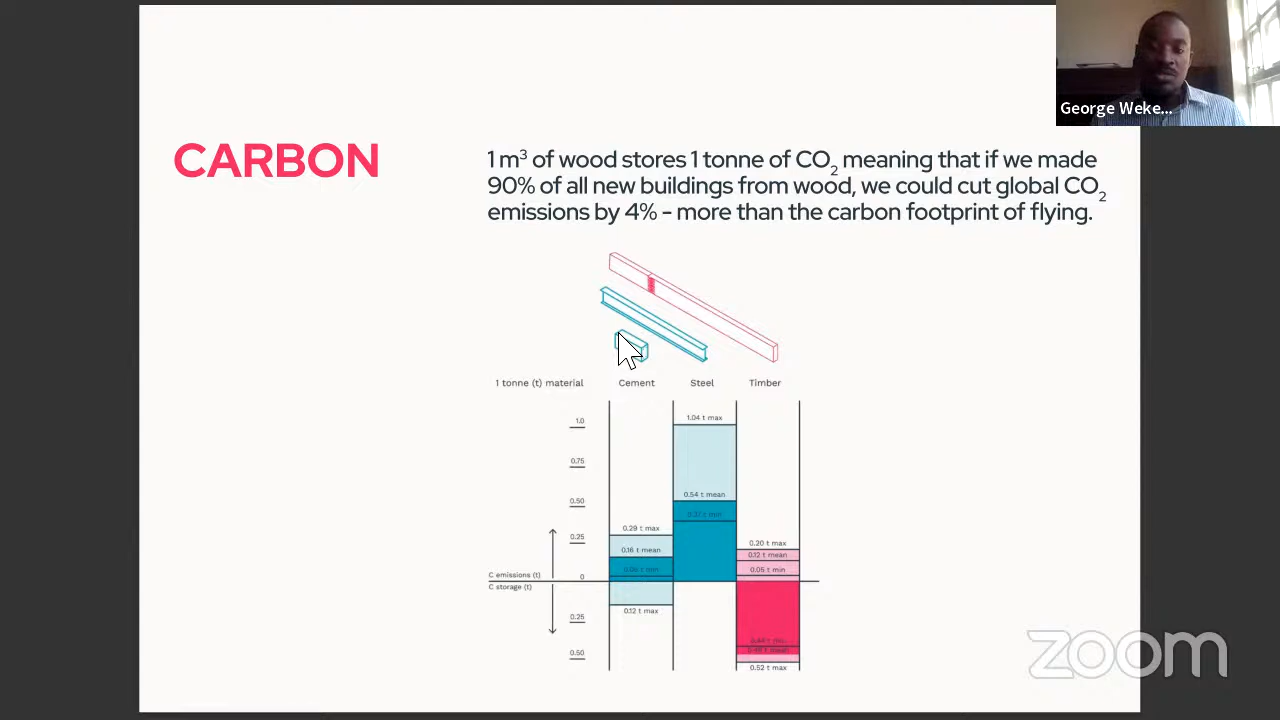 George Weke...
CARBON
1 m³ of wood stores 1 tonne of CO₂ meaning that if we made
90% of all new buildings from wood, we could cut global CO₂
emissions by 4% - more than the carbon footprint of flying.
1 tonne (t) material
Cement
Steel
Timber
1.0
0.75
0.50
0.25
C emissions (t)
0
C storage (t)
0.25
0.50
0.29 t max
0.16 t mean
0.12 t max
1.04 t max
0.54 t mean
0.20 t max
0.12 t mean
0.05 t min
0.52 t max
zoom